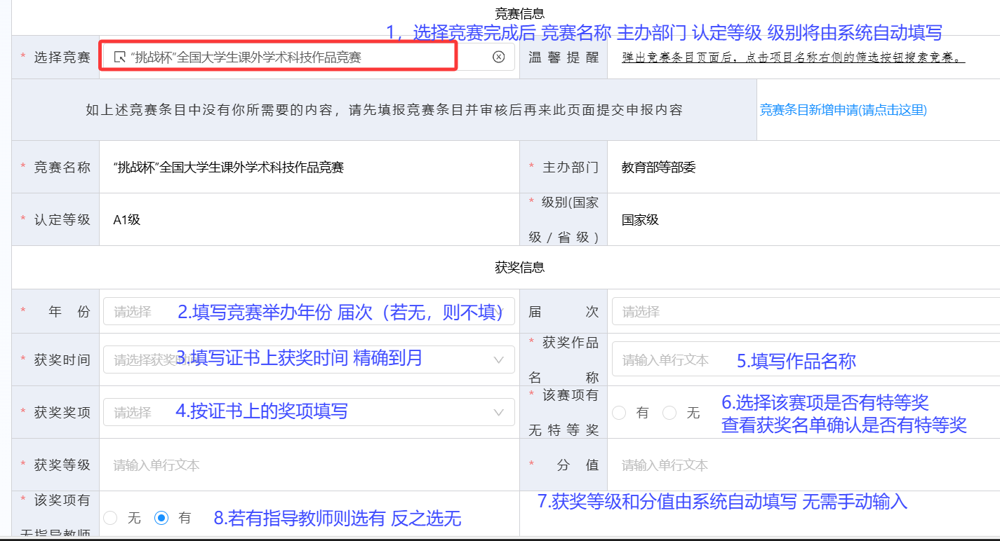 竞赛信息
1，选择竞赛完成后 竞赛名称 主办部门 认定等级 级别将由系统自动填写
* 选择竞赛
“挑战杯”全国大学生课外学术科技作品竞赛
温馨提醒
弹出竞赛条目页面后，点击项目名称右侧的筛选按钮搜索竞赛。
如上述竞赛条目中没有你所需要的内容，请先填报竞赛条目并审核后再来此页面提交申报内容
竞赛条目新增申请(请点击这里)
* 竞赛名称
“挑战杯”全国大学生课外学术科技作品竞赛
* 主办部门
教育部等部委
* 认定等级
A1级
* 级别(国家
级/省级)
国家级
获奖信息
* 年份
请选择
2.填写竞赛举办年份 届次（若无，则不填）
届次
请选择
* 获奖时间
请选择获奖时间
3.填写证书上获奖时间 精确到月
* 获奖作品
名称
请输入单行文本
5.填写作品名称
* 获奖奖项
请选择
4.按证书上的奖项填写
* 该赛项有
无特等奖
有
无
6.选择该赛项是否有特等奖
查看获奖名单确认是否有特等奖
* 获奖等级
请输入单行文本
* 分值
请输入单行文本
7.获奖等级和分值由系统自动填写 无需手动输入
* 该奖项有
无指导教师
无
有
8.若有指导教师则选有 反之选无